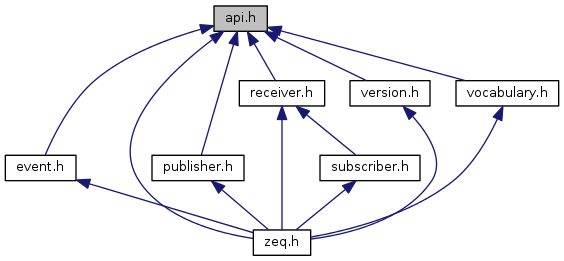 api.h
receiver.h
version.h
vocabulary.h
event.h
publisher.h
subscriber.h
zeq.h